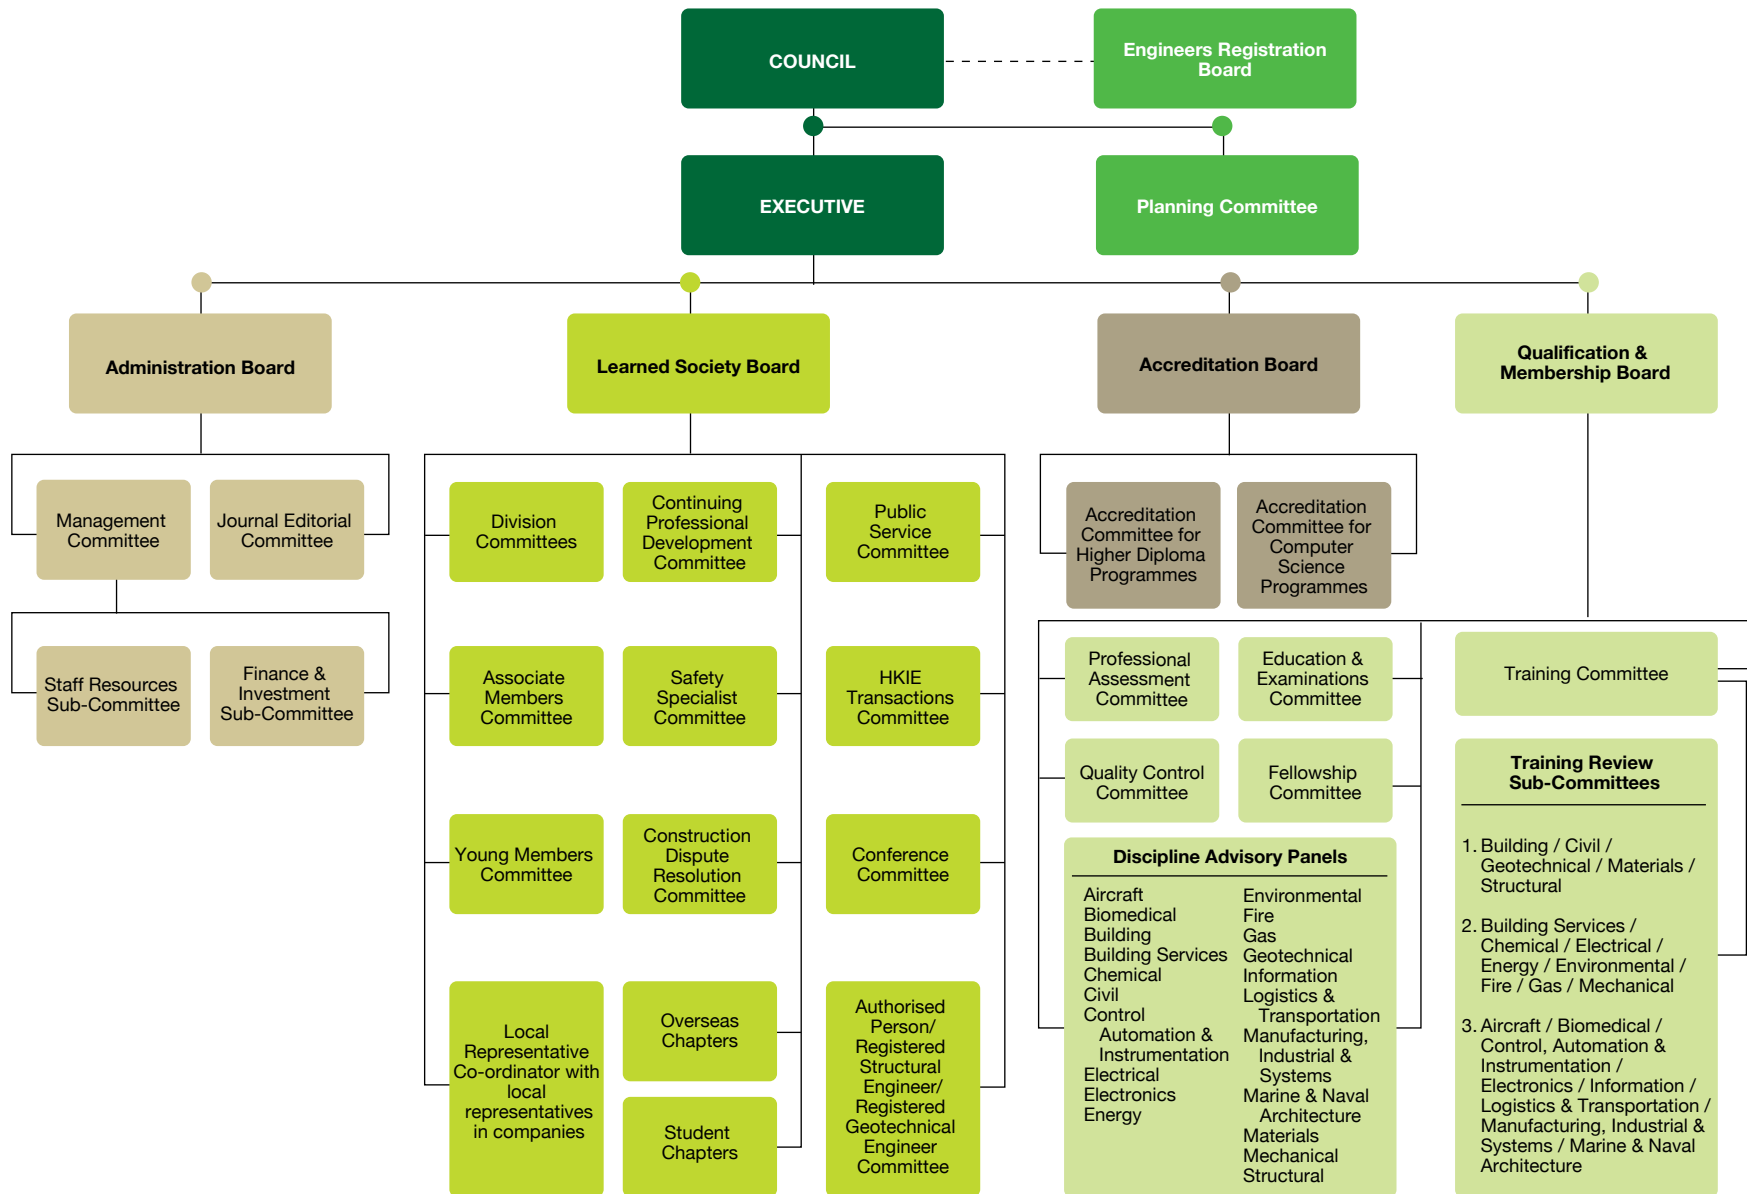 COUNCIL
Engineers Registration
Board
EXECUTIVE
Planning Committee
Administration Board
Learned Society Board
Accreditation Board
Qualification &
Membership Board
Management
Committee
Journal Editorial
Committee
Staff Resources
Sub-Committee
Finance &
Investment
Sub-Committee
Division
Committees
Continuing
Professional
Development
Committee
Public
Service
Committee
Associate
Members
Committee
Safety
Specialist
Committee
HKIE
Transactions
Committee
Young Members
Committee
Construction
Dispute
Resolution
Committee
Conference
Committee
Local
Representative
Co-ordinator with
local
representatives
in companies
Overseas
Chapters
Student
Chapters
Authorised
Person/
Registered
Structural
Engineer/
Registered
Geotechnical
Engineer
Committee
Accreditation
Committee for
Higher Diploma
Programmes
Accreditation
Committee for
Computer
Science
Programmes
Professional
Assessment
Committee
Education &
Examinations
Committee
Quality Control
Committee
Fellowship
Committee
Discipline Advisory Panels
Aircraft
Biomedical
Building
Building Services
Chemical
Civil
Control
Automation &
Instrumentation
Electrical
Electronics
Energy
Environmental
Fire
Gas
Geotechnical
Information
Logistics &
Transportation
Manufacturing,
Industrial &
Systems
Marine & Naval
Architecture
Materials
Mechanical
Structural
Training Committee
Training Review
Sub-Committees
1. Building / Civil /
Geotechnical / Materials /
Structural
2. Building Services /
Chemical / Electrical /
Energy / Environmental /
Fire / Gas / Mechanical
3. Aircraft / Biomedical /
Control, Automation &
Instrumentation /
Electronics / Information /
Logistics & Transportation /
Manufacturing, Industrial &
Systems / Marine & Naval
Architecture